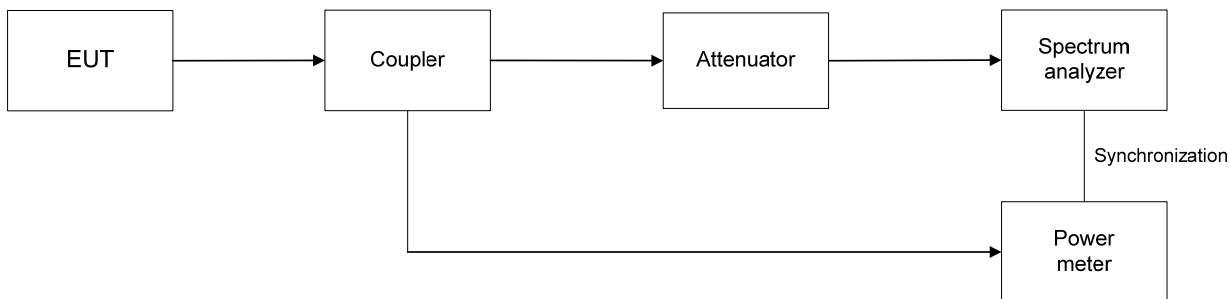 EUT
Coupler
Attenuator
Spectrum
analyzer
Synchronization
Power
meter